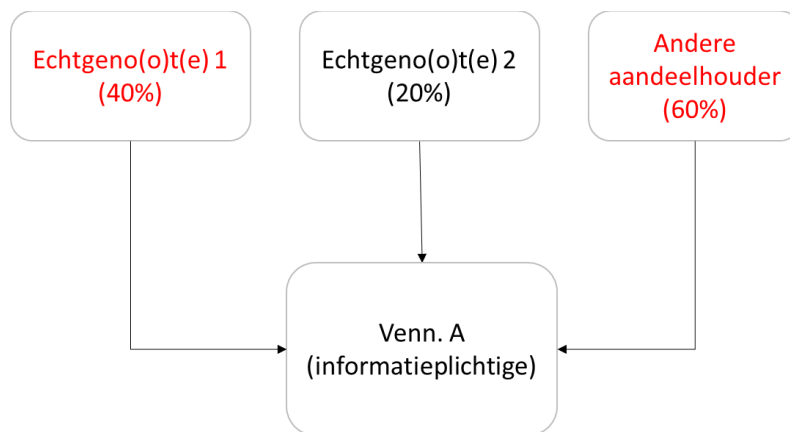 Echtgeno(o)t(e) 1
(40%)
Echtgeno(o)t(e) 2
(20%)
Andere
aandeelhouder
(60%)
Venn. A
(informatieplichtige)